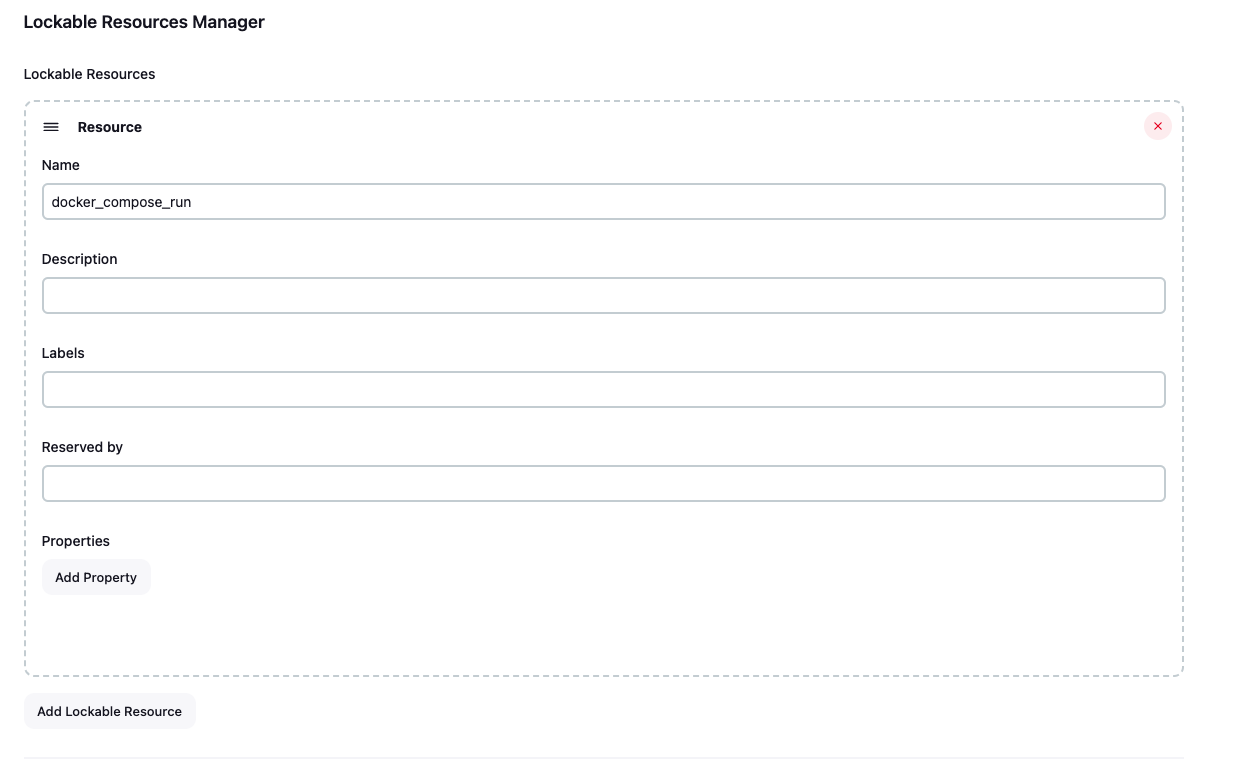 Lockable Resources Manager
Lockable Resources
Resource
Name
docker_compose_run
Description
Labels
Reserved by
Properties
Add Property
Add Lockable Resource